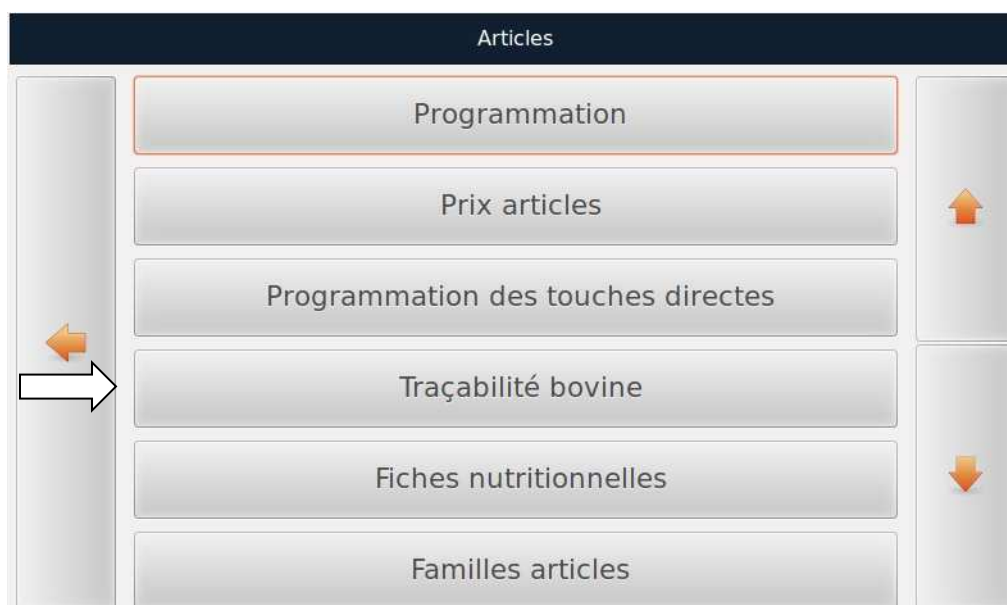 Articles
Programmation
Prix articles
Programmation des touches directes
Traçabilité bovine
Fiches nutritionnelles
Familles articles